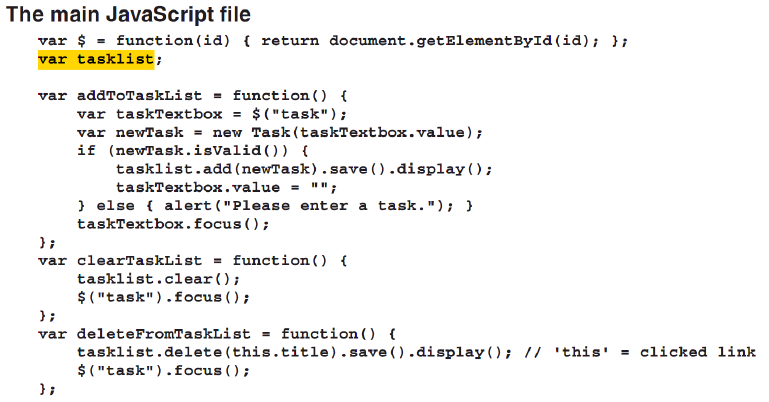 The main JavaScript file
var $ = function(id) { return document.getElementById(id); };
var tasklist;
var addToTaskList = function() {
var taskTextbox = $("task");
var newTask = new Task(taskTextbox.value);
if (newTask.isValid()) {
tasklist.add(newTask).save().display();
taskTextbox.value = "";
} else { alert("Please enter a task."); }
taskTextbox.focus();
};
var clearTaskList = function() {
tasklist.clear();
$("task").focus();
};
var deleteFromTaskList = function() {
tasklist.delete(this.title).save().display(); // 'this' = clicked link
$("task").focus();
};